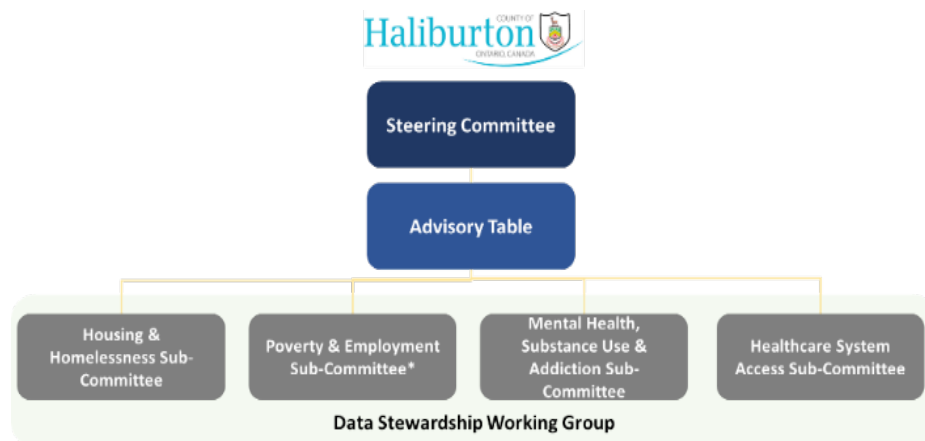 COUNTY OF
Haliburton
ONTARIO, CANADA
Steering Committee
Advisory Table
Housing &
Homelessness Sub-
Committee
Poverty & Employment
Sub-Committee*
Mental Health,
Substance Use &
Addiction Sub-
Committee
Healthcare System
Access Sub-Committee
Data Stewardship Working Group